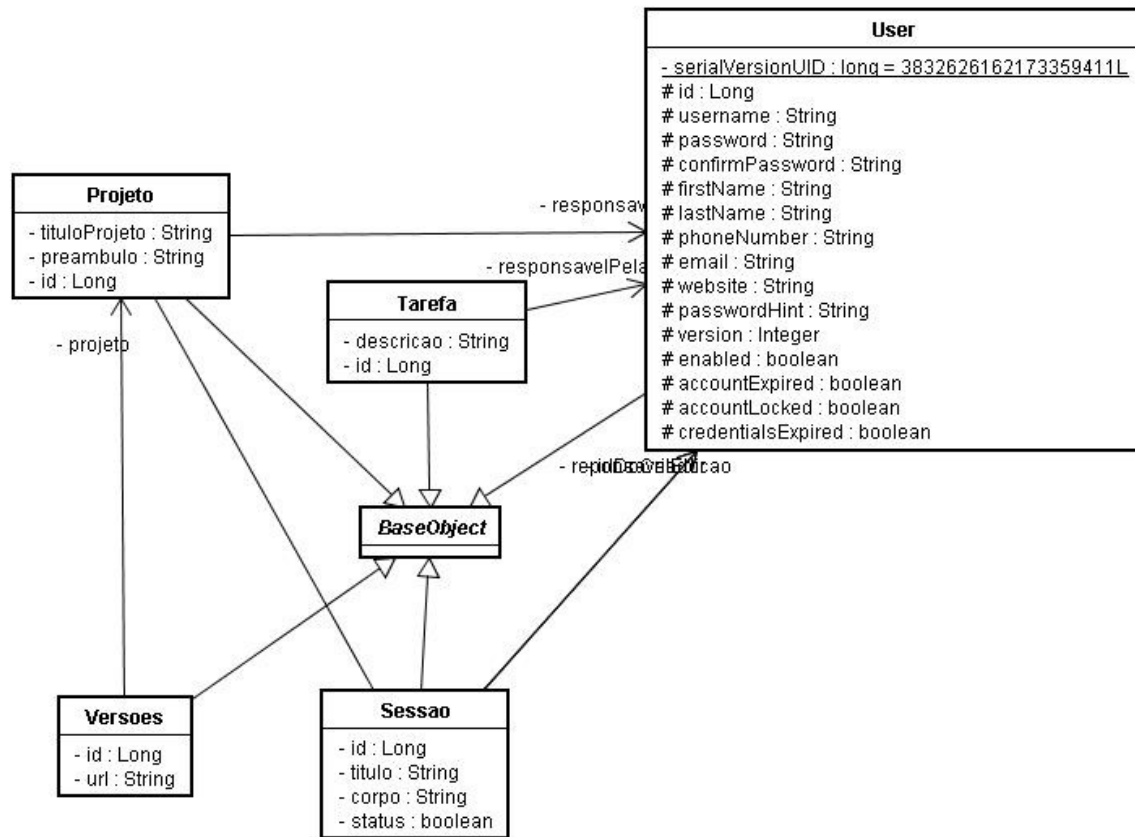 User
- serialVersionUID : long = 3832626162173359411L
# id : Long
# username : String
# password : String
# confirmPassword : String
# firstName : String
# lastName : String
# phoneNumber : String
# email : String
# website : String
# passwordHint : String
# version : Integer
# enabled : boolean
# accountExpired : boolean
# accountLocked : boolean
# credentialsExpired : boolean
Projeto
- tituloProjeto : String
- preambulo : String
- id : Long
- responsav
- responsavelPela
Tarefa
- descricao : String
- id : Long
- projeto
BaseObject
Versoes
- id : Long
- url : String
Sessao
- id : Long
- titulo : String
- corpo : String
- status : boolean